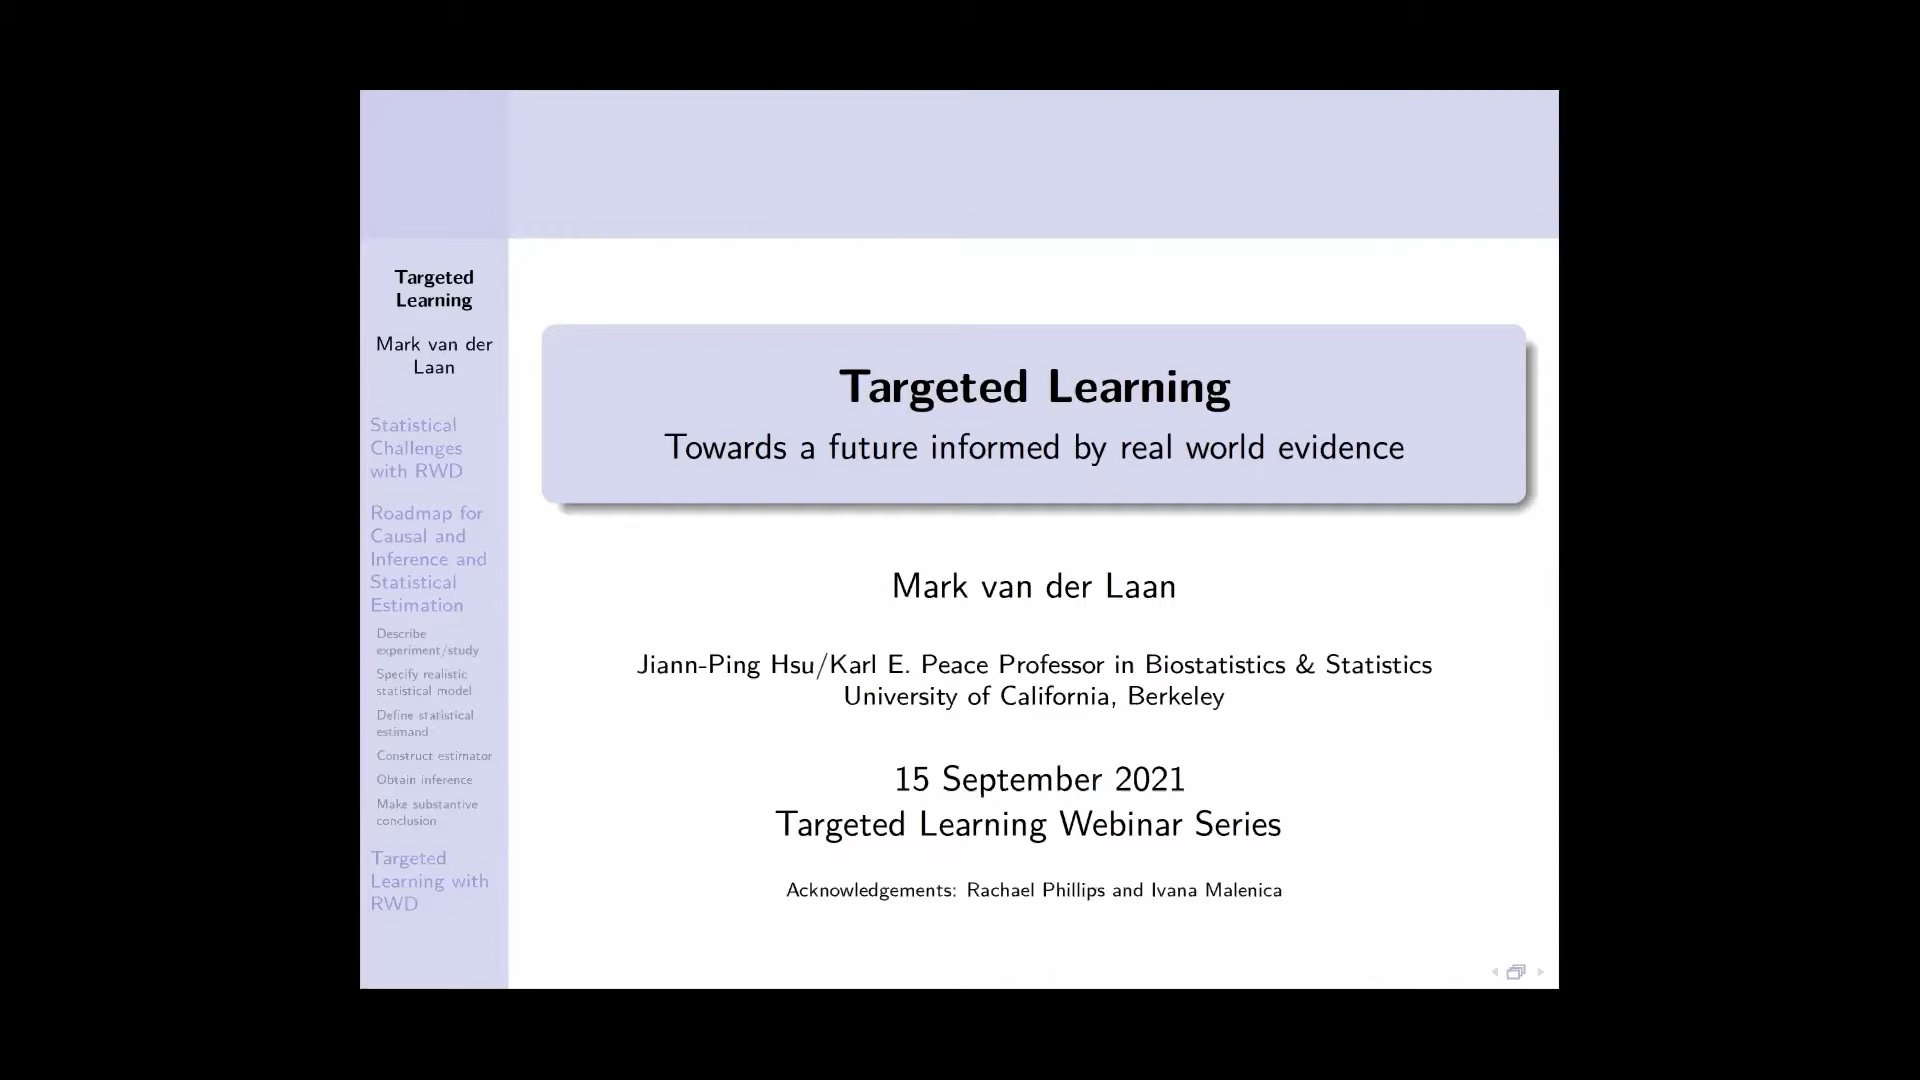 Targeted
Learning
Mark van der
Laan
Statistical
Challenges
with RWD
Roadmap for
Causal and
Inference and
Statistical
Estimation
Describe
experiment/study
Specify realistic
statistical model
Define statistical
estimand
Construct estimator
Obtain inference
Make substantive
conclusion
Targeted
Learning with
RWD
Targeted Learning
Towards a future informed by real world evidence
Mark van der Laan
Jiann-Ping Hsu/Karl E. Peace Professor in Biostatistics & Statistics
University of California, Berkeley
15 September 2021
Targeted Learning Webinar Series
Acknowledgements: Rachael Phillips and Ivana Malenica